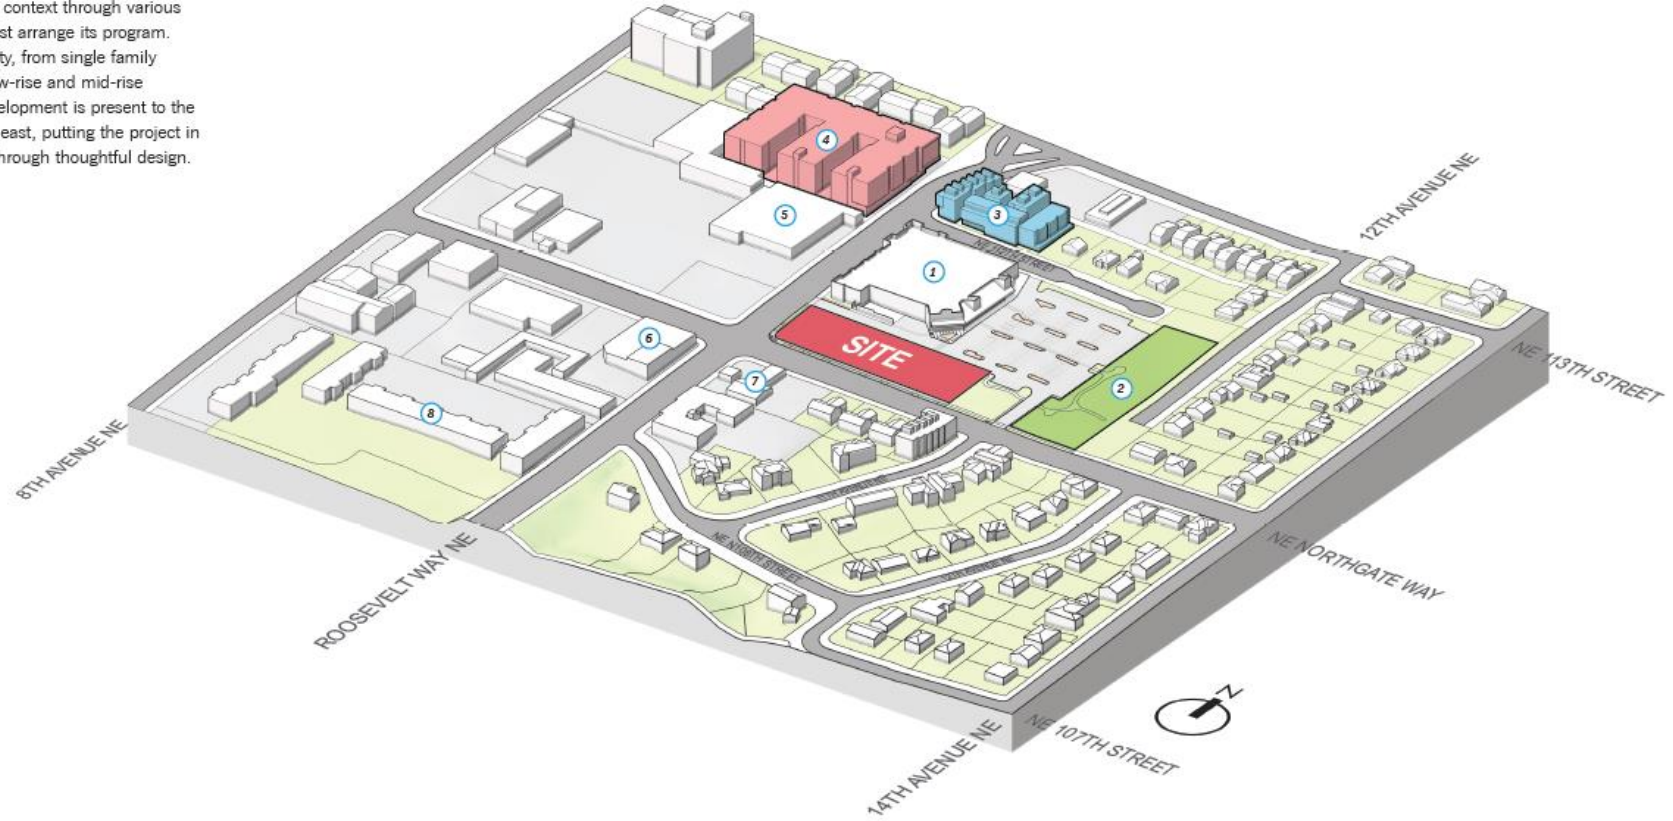 context through various
st arrange its program.
ty, from single family
w-rise and mid-rise
elopment is present to the
east, putting the project in
hrough thoughtful design.
12TH AVENUE NE
4
5
3
1
SITE
6
7
2
8
NE 113TH STREET
8TH AVENUE NE
ROOSEVELT WAY NE
NE N108TH STREET
NE NORTHGATE WAY
N
14TH AVENUE NE
NE 107TH STREET